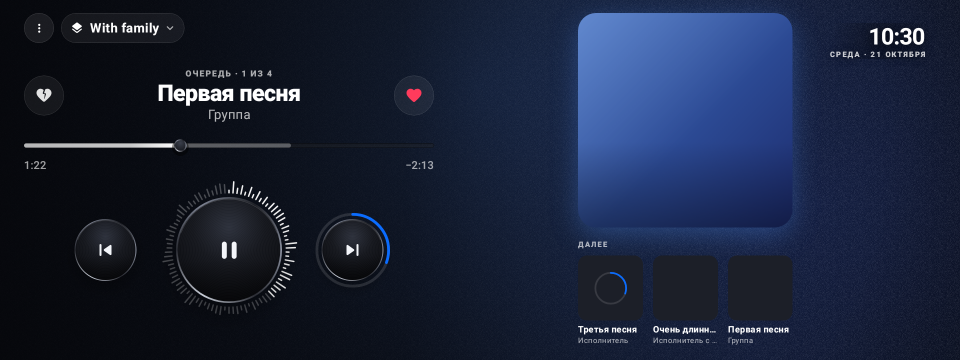 With family
ОЧЕРЕДЬ · 1 ИЗ 4
Первая песня
Группа
1:22
−2:13
10:30
СРЕДА · 21 ОКТЯБРЯ
ДАЛЕЕ
Третья песня
Исполнитель
Очень длинн…
Исполнитель с …
Первая песня
Группа